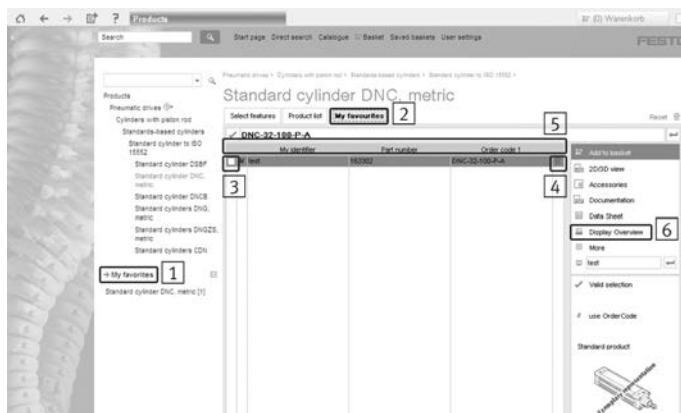 Products
(0) Warenkorb
Search
Start page Direct search Catalogue Basket Saved baskets User settings
FESTO
Pneumatic drives > Cylinders with piston rod > Standards-based cylinders > Standard cylinder to ISO 15552 >
Products
Standard cylinder DNC, metric
Pneumatic drives
Cylinders with piston rod
Select features Product list My favourites 2 Reset
Standards-based cylinders
5
Standard cylinder to ISO
15552
DNC-32-100-P-A
My identifier Part number Order code 1
Add to basket
Standard cylinder DSBF
test 163302 DNC-32-100-P-A
2D/3D view
Standard cylinder DNC,
metric
3 4
Accessories
Standard cylinder DNCB
Documentation
Standard cylinders DNG,
metric
Data Sheet
Standard cylinders DNGZS,
metric
Display Overview 6
Standard cylinders CDN
More
test
→ My favorites 1
Standard cylinder DNC, metric [1]
Valid selection
use OrderCode
Standard product
exemplary representation